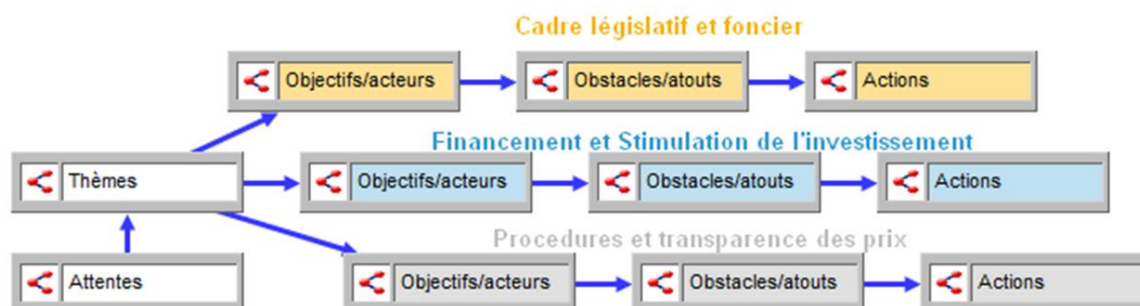 Cadre législatif et foncier
Objectifs/acteurs Obstacles/atouts Actions
Financement et Stimulation de l'investissement
Thèmes Objectifs/acteurs Obstacles/atouts Actions
Procedures et transparence des prix
Attentes Objectifs/acteurs Obstacles/atouts Actions